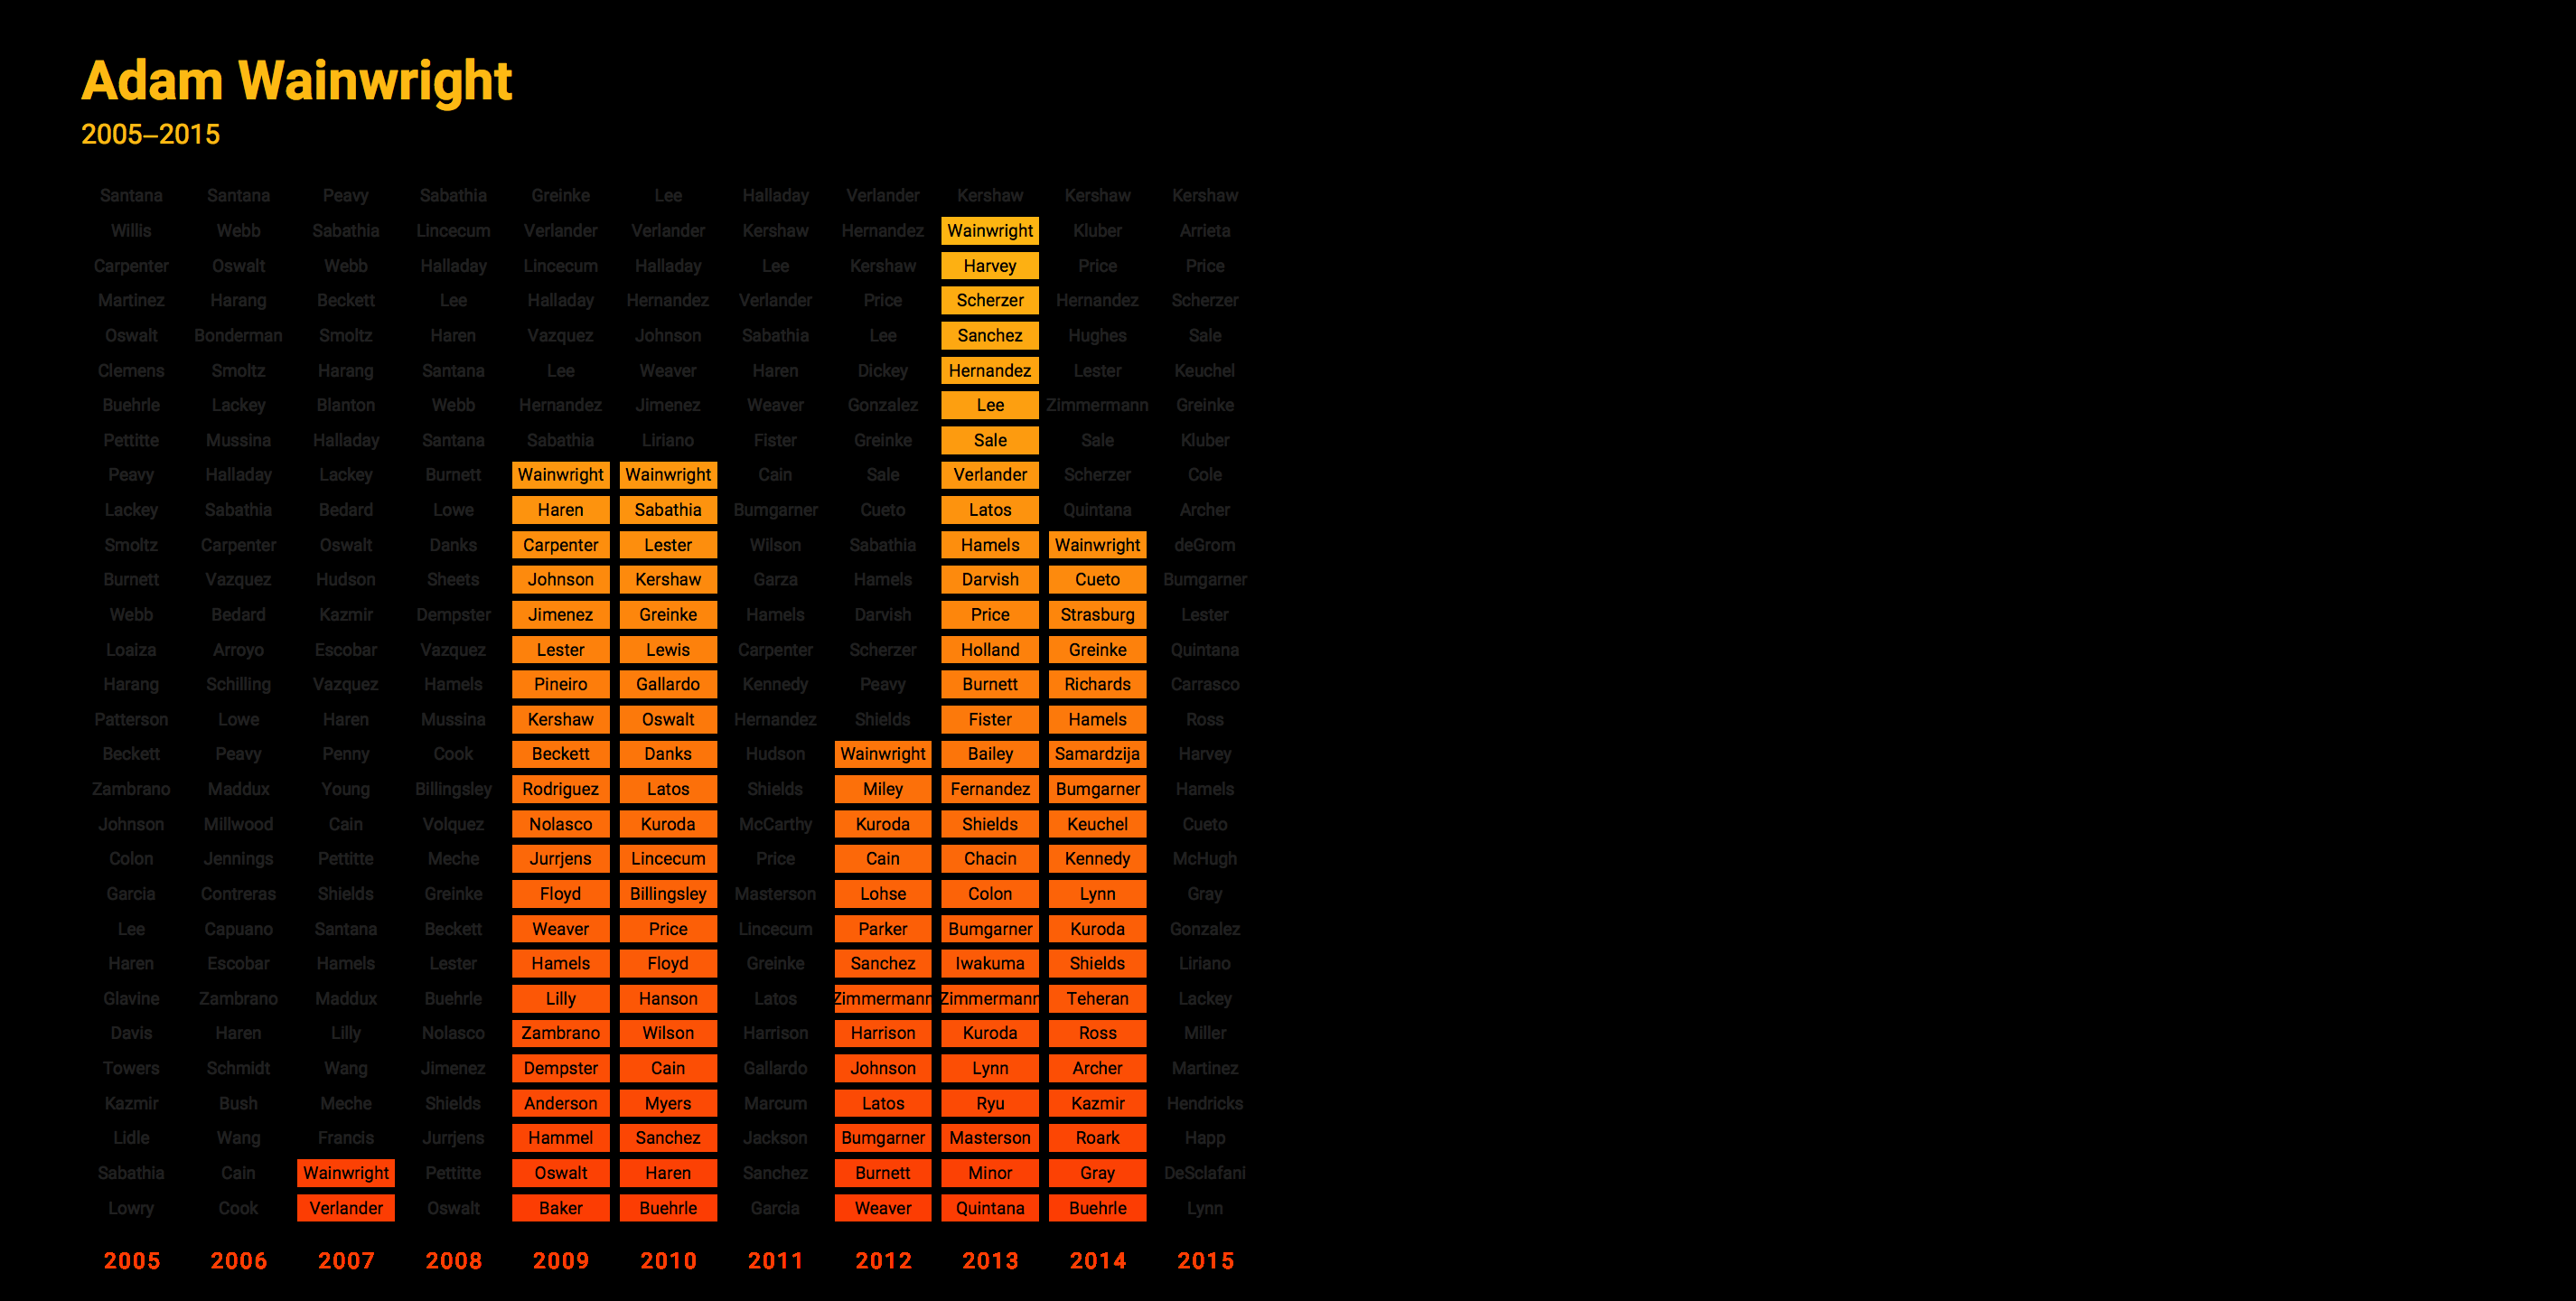 Adam Wainwright
2005–2015
Santana Santana Peavy Sabathia Greinke Lee Halladay Verlander Kershaw Kershaw Kershaw
Willis Webb Sabathia Lincecum Verlander Verlander Kershaw Hernandez Wainwright Kluber Arrieta
Carpenter Oswalt Webb Halladay Lincecum Halladay Lee Kershaw Harvey Price Price
Martinez Harang Beckett Lee Halladay Hernandez Verlander Price Scherzer Hernandez Scherzer
Oswalt Bonderman Smoltz Haren Vazquez Johnson Sabathia Lee Sanchez Hughes Sale
Clemens Smoltz Harang Santana Lee Weaver Haren Dickey Hernandez Lester Keuchel
Buehrle Lackey Blanton Webb Hernandez Jimenez Weaver Gonzalez Lee Zimmermann Greinke
Pettitte Mussina Halladay Santana Sabathia Liriano Fister Greinke Sale Sale Kluber
Peavy Halladay Lackey Burnett Wainwright Wainwright Cain Sale Verlander Scherzer Cole
Lackey Sabathia Bedard Lowe Haren Sabathia Bumgarner Cueto Latos Quintana Archer
Smoltz Carpenter Oswalt Danks Carpenter Lester Wilson Sabathia Hamels Wainwright deGrom
Burnett Vazquez Hudson Sheets Johnson Kershaw Garza Hamels Darvish Cueto Bumgarner
Webb Bedard Kazmir Dempster Jimenez Greinke Hamels Darvish Price Strasburg Lester
Loaiza Arroyo Escobar Vazquez Lester Lewis Carpenter Scherzer Holland Greinke Quintana
Harang Schilling Vazquez Hamels Pineiro Gallardo Kennedy Peavy Burnett Richards Carrasco
Patterson Lowe Haren Mussina Kershaw Oswalt Hernandez Shields Fister Hamels Ross
Beckett Peavy Penny Cook Beckett Danks Hudson Wainwright Bailey Samardzija Harvey
Zambrano Maddux Young Billingsley Rodriguez Latos Shields Miley Fernandez Bumgarner Hamels
Johnson Millwood Cain Volquez Nolasco Kuroda McCarthy Kuroda Shields Keuchel Cueto
Colon Jennings Pettitte Meche Jurrjens Lincecum Price Cain Chacin Kennedy McHugh
Garcia Contreras Shields Greinke Floyd Billingsley Masterson Lohse Colon Lynn Gray
Lee Capuano Santana Beckett Weaver Price Lincecum Parker Bumgarner Kuroda Gonzalez
Haren Escobar Hamels Lester Hamels Floyd Greinke Sanchez Iwakuma Shields Liriano
Glavine Zambrano Maddux Buehrle Lilly Hanson Latos Zimmermann Zimmermann Teheran Lackey
Davis Haren Lilly Nolasco Zambrano Wilson Harrison Harrison Kuroda Ross Miller
Towers Schmidt Wang Jimenez Dempster Cain Gallardo Johnson Lynn Archer Martinez
Kazmir Bush Meche Shields Anderson Myers Marcum Latos Ryu Kazmir Hendricks
Lidle Wang Francis Jurrjens Hammel Sanchez Jackson Bumgarner Masterson Roark Happ
Sabathia Cain Wainwright Pettitte Oswalt Haren Sanchez Burnett Minor Gray DeSclafani
Lowry Cook Verlander Oswalt Baker Buehrle Garcia Weaver Quintana Buehrle Lynn
2005 2006 2007 2008 2009 2010 2011 2012 2013 2014 2015